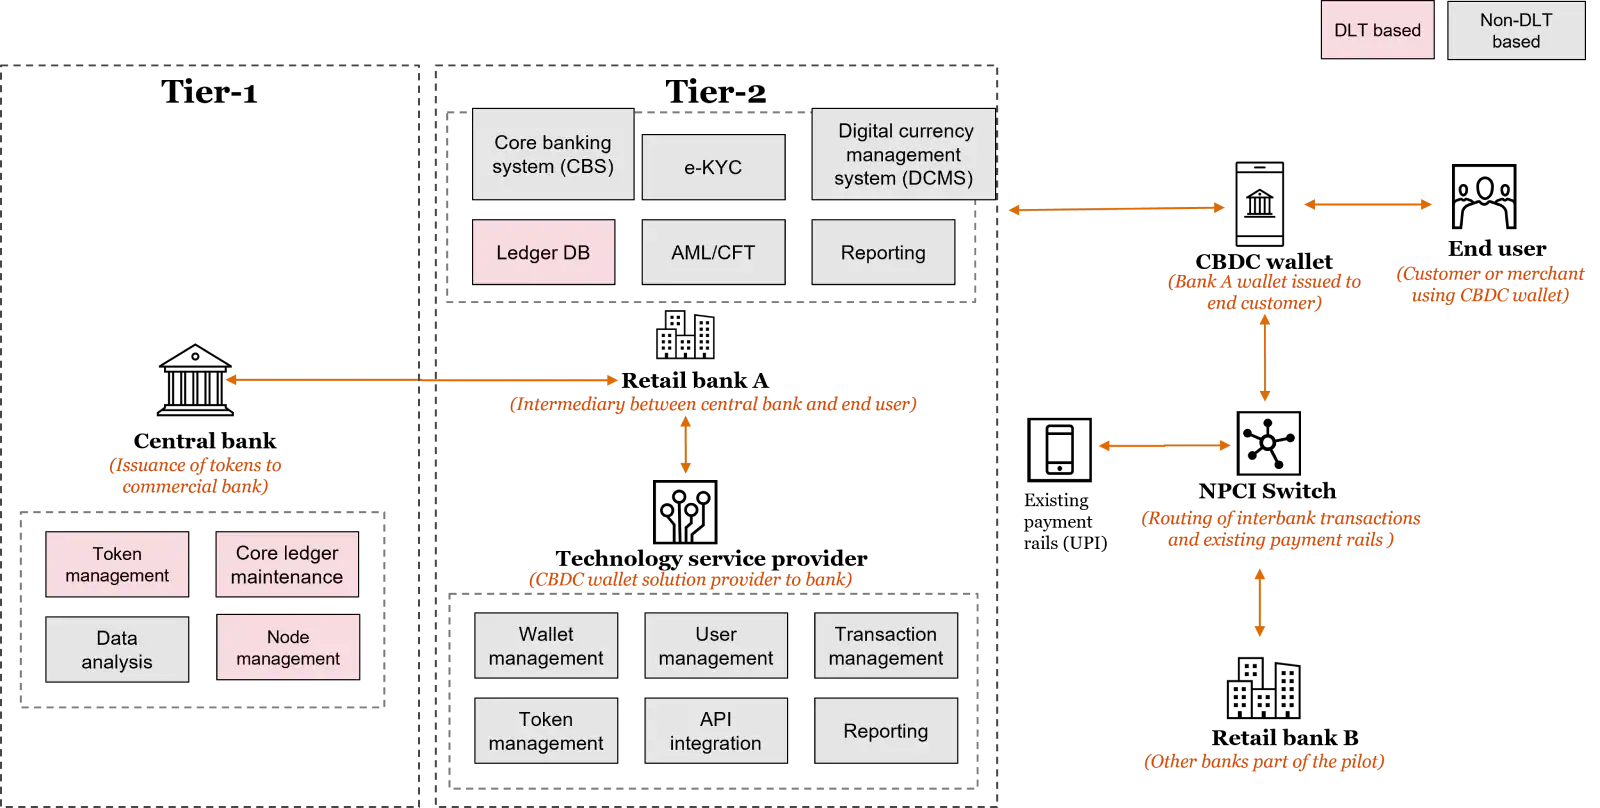 DLT based
Non-DLT
based
Tier-1
Tier-2
Core banking
system (CBS)
e-KYC
Digital currency
management
system (DCMS)
Ledger DB
AML/CFT
Reporting
Retail bank A
(Intermediary between central bank and end user)
Central bank
(Issuance of tokens to
commercial bank)
Token
management
Core ledger
maintenance
Data
analysis
Node
management
Technology service provider
(CBDC wallet solution provider to bank)
Wallet
management
User
management
Transaction
management
Token
management
API
integration
Reporting
CBDC wallet
(Bank A wallet issued to
end customer)
End user
(Customer or merchant
using CBDC wallet)
Existing
payment
rails (UPI)
NPCI Switch
(Routing of interbank transactions
and existing payment rails )
Retail bank B
(Other banks part of the pilot)